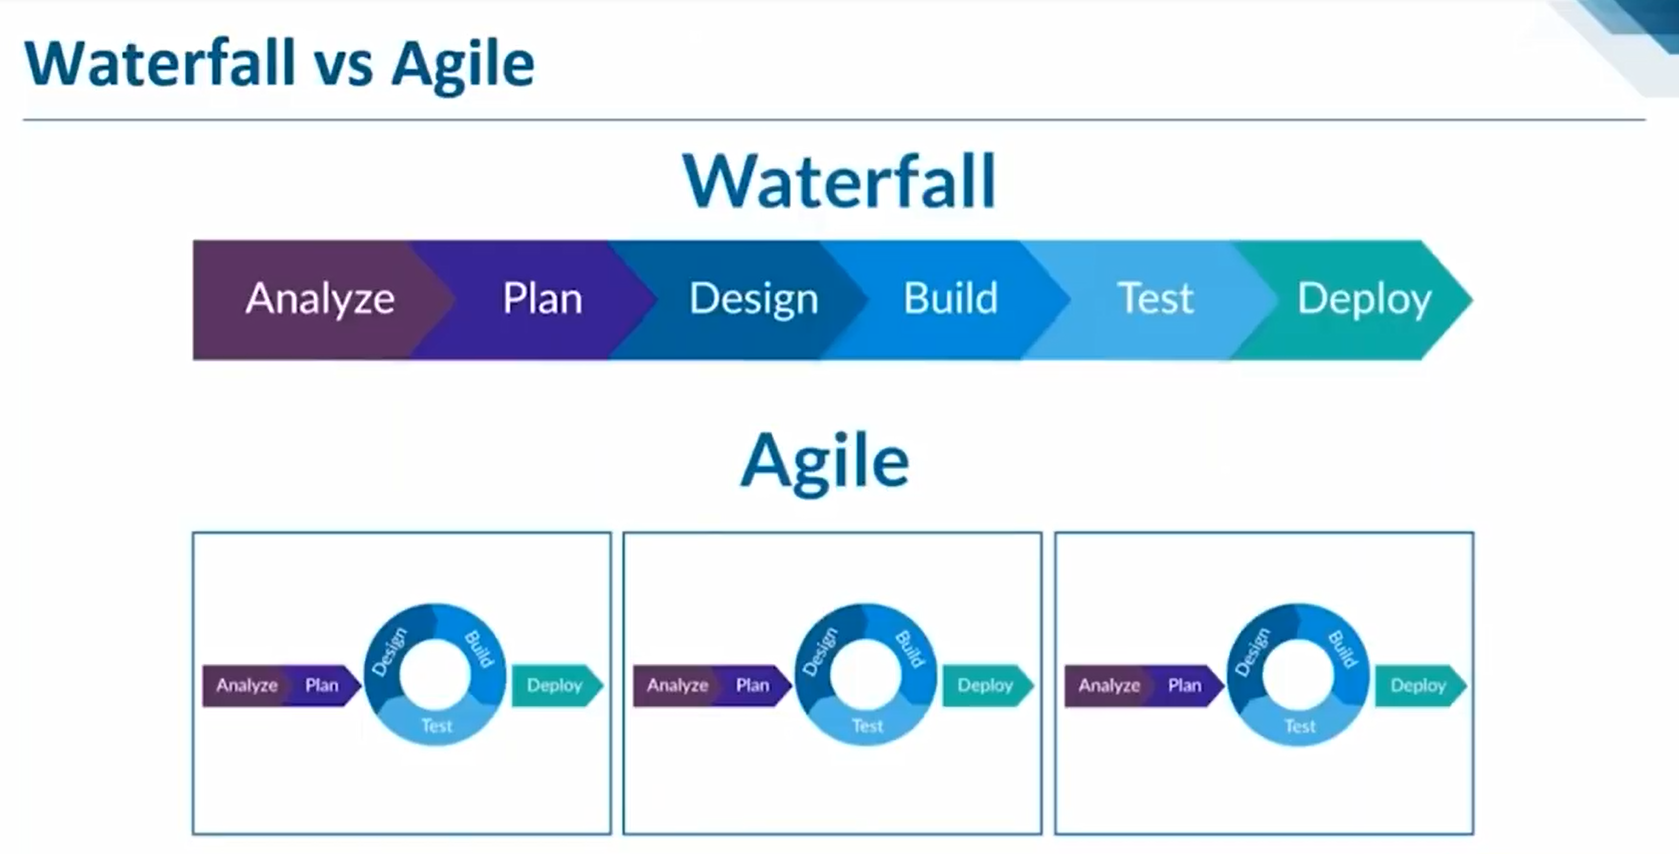 Waterfall vs Agile
Waterfall
Analyze Plan Design Build Test Deploy
Agile
Analyze Plan Design Build Test Deploy
Analyze Plan Design Build Test Deploy
Analyze Plan Design Build Test Deploy